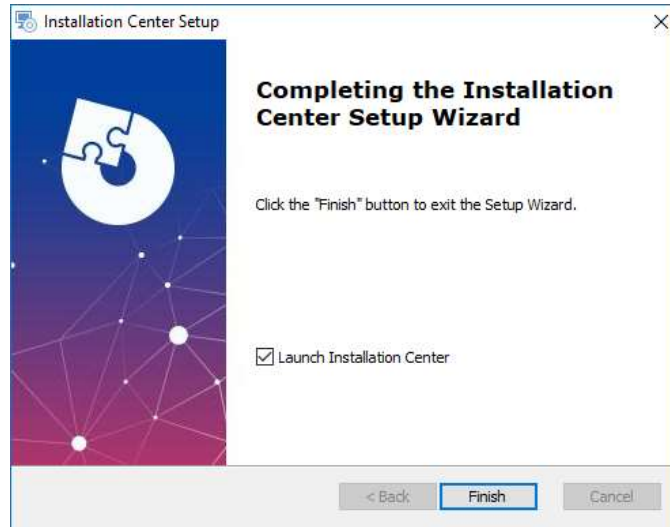 Installation Center Setup
Completing the Installation
Center Setup Wizard
Click the "Finish" button to exit the Setup Wizard.
Launch Installation Center
< Back Finish Cancel